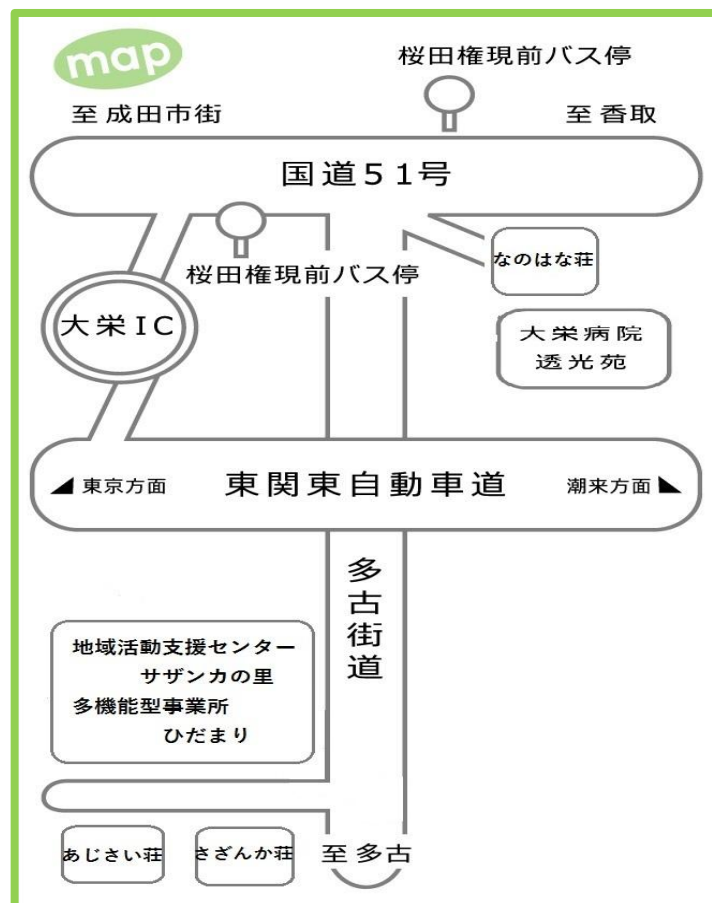 map
桜田権現前バス停
至成田市街
至香取
国道51号
桜田権現前バス停
なのはな荘
大栄IC
大栄病院
透光苑
東京方面
東関東自動車道
潮来方面
多古街道
地域活動支援センター
サザンカの里
多機能型事業所
ひだまり
あじさい荘
さざんか荘
至多古